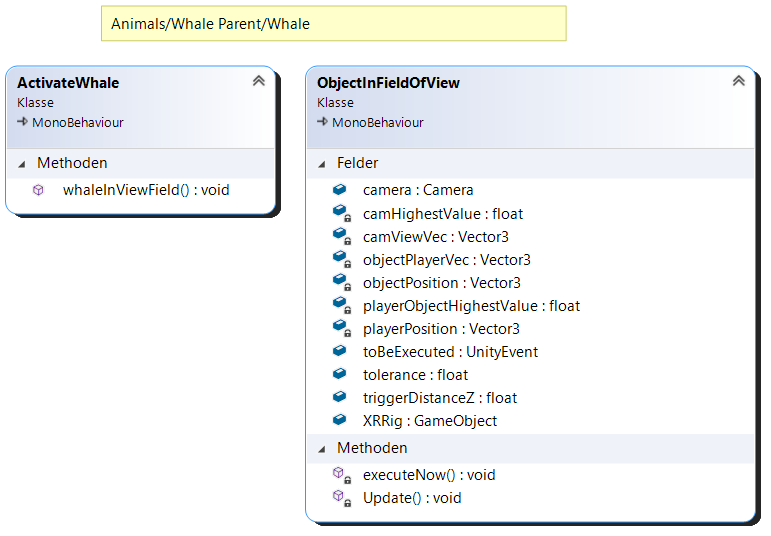 Animals/Whale Parent/Whale
ActivateWhale
Klasse
MonoBehaviour
Methoden
whaleInViewField() : void
ObjectInFieldOfView
Klasse
MonoBehaviour
Felder
camera : Camera
camHighestValue : float
camViewVec : Vector3
objectPlayerVec : Vector3
objectPosition : Vector3
playerObjectHighestValue : float
playerPosition : Vector3
toBeExecuted : UnityEvent
tolerance : float
triggerDistanceZ : float
XRRig : GameObject
Methoden
executeNow() : void
Update() : void